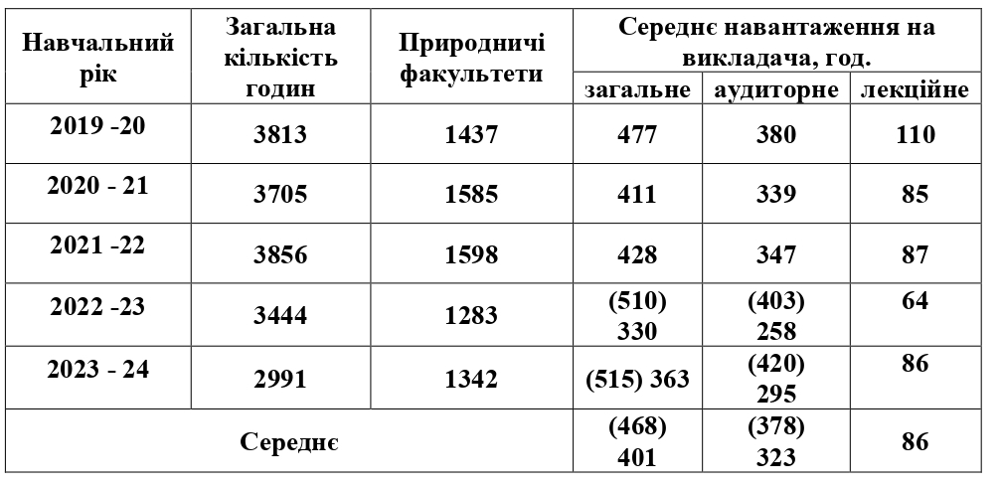 Навчальний рік | Загальна кількість годин | Природничі факультети | Середнє навантаження на викладача, год.
загальне | аудиторне | лекційне
2019 -20 | 3813 | 1437 | 477 | 380 | 110
2020 - 21 | 3705 | 1585 | 411 | 339 | 85
2021 -22 | 3856 | 1598 | 428 | 347 | 87
2022 -23 | 3444 | 1283 | (510) 330 | (403) 258 | 64
2023 - 24 | 2991 | 1342 | (515) 363 | (420) 295 | 86
Середнє | (468) 401 | (378) 323 | 86